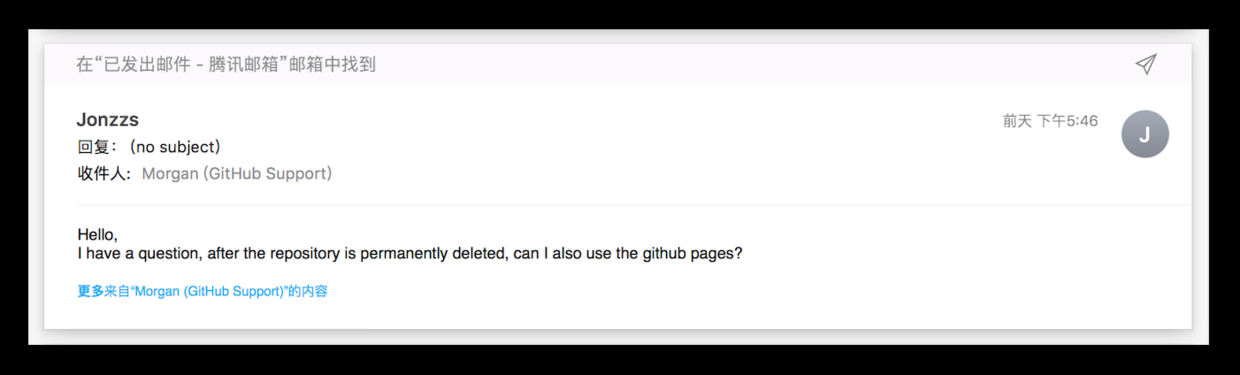 在“已发出邮件 - 腾讯邮箱”邮箱中找到
Jonzzs
前天 下午5:46
J
回复：（no subject）
收件人： Morgan (GitHub Support)
Hello,
I have a question, after the repository is permanently deleted, can I also use the github pages?
更多来自“Morgan (GitHub Support)”的内容